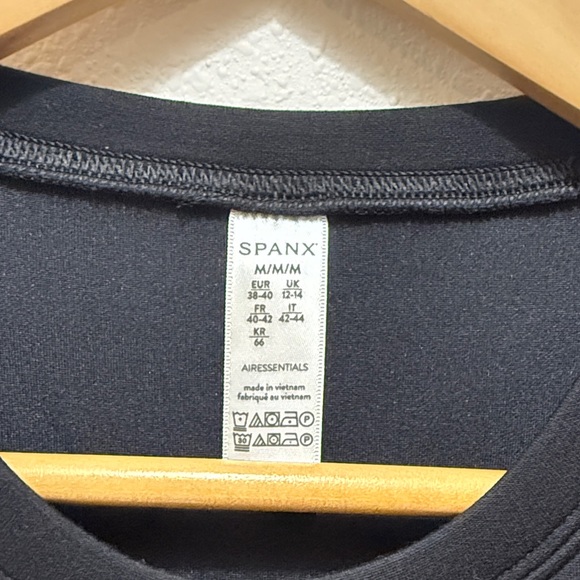 SPANX
M/M/M
EUR UK
38-40 12-14
FR IT
40-42 42-44
KR
66
AIRESSENTIALS
made in vietnam
fabriqué au vietnam
P
30 P